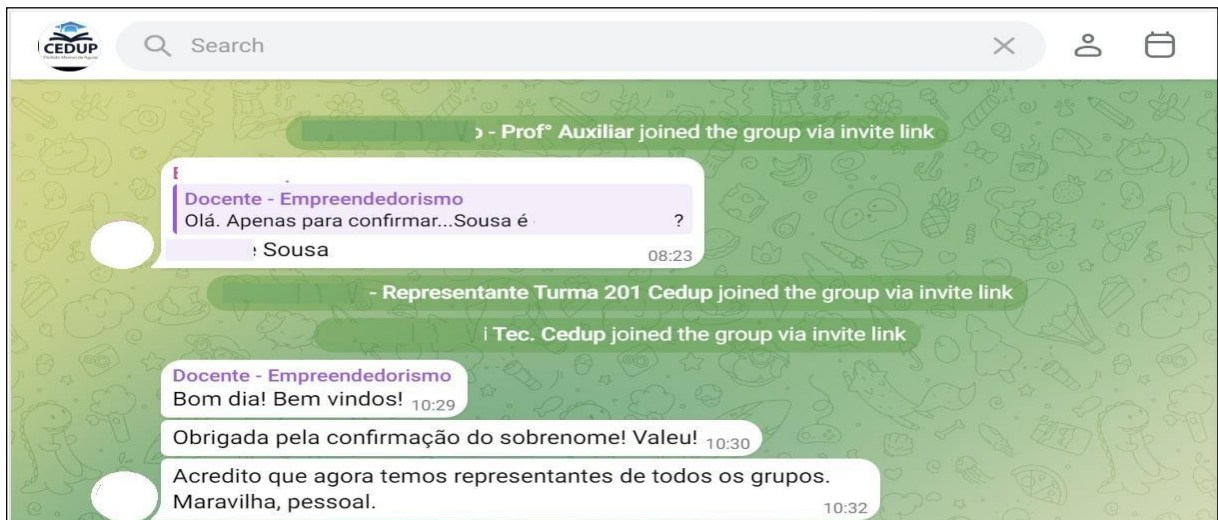 CEDUP
Search
- Prof° Auxiliar joined the group via invite link
Docente - Empreendedorismo
Olá. Apenas para confirmar...Sousa é ?
Sousa
08:23
- Representante Turma 201 Cedup joined the group via invite link
Tec. Cedup joined the group via invite link
Docente - Empreendedorismo
Bom dia! Bem vindos! 10:29
Obrigada pela confirmação do sobrenome! Valeu! 10:30
Acredito que agora temos representantes de todos os grupos.
Maravilha, pessoal. 10:32